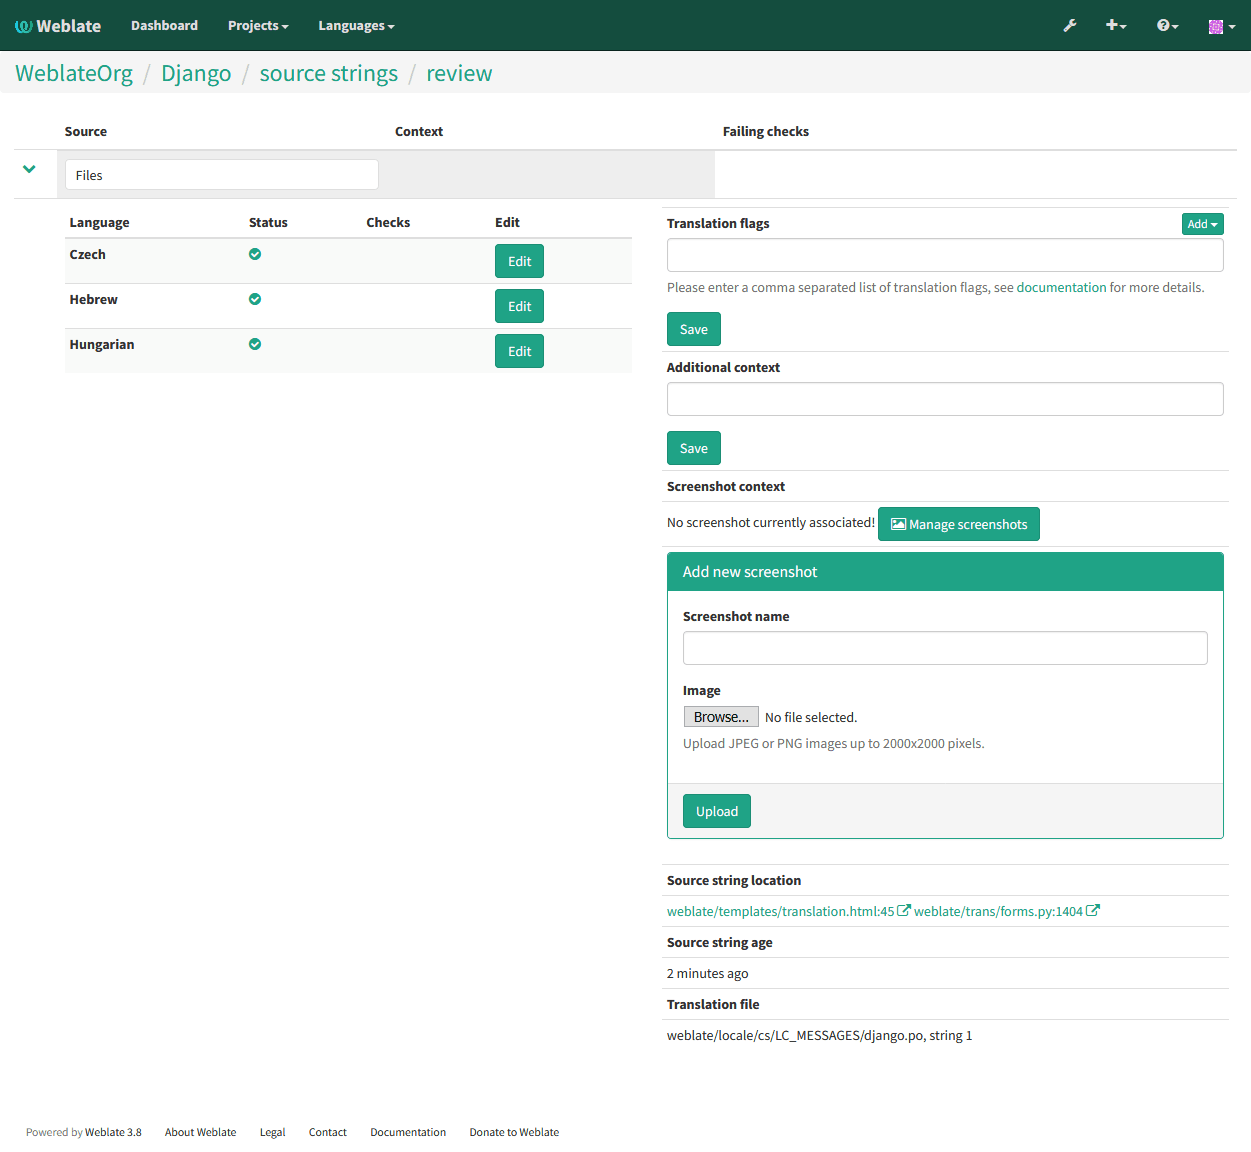 Weblate Dashboard Projects Languages
WeblateOrg / Django / source strings / review
Source Context Failing checks
Files
Language Status Checks Edit
Czech Edit
Hebrew Edit
Hungarian Edit
Translation flags Add
Please enter a comma separated list of translation flags, see documentation for more details.
Save
Additional context
Save
Screenshot context
No screenshot currently associated! Manage screenshots
Add new screenshot
Screenshot name
Image
Browse... No file selected.
Upload JPEG or PNG images up to 2000x2000 pixels.
Upload
Source string location
weblate/templates/translation.html:45 weblate/trans/forms.py:1404
Source string age
2 minutes ago
Translation file
weblate/locale/cs/LC_MESSAGES/django.po, string 1
Powered by Weblate 3.8 About Weblate Legal Contact Documentation Donate to Weblate